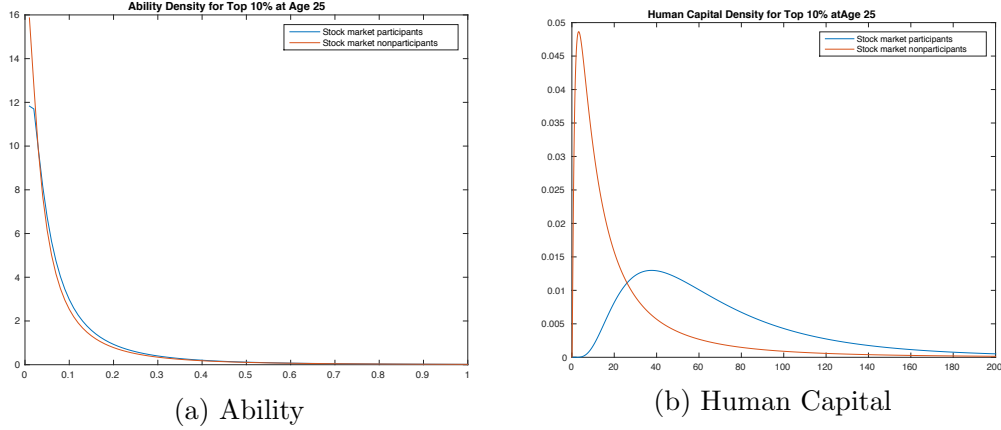 Ability Density for Top 10% at Age 25
Stock market participants
Stock market nonparticipants
16
14
12
10
8
6
4
2
0
0 0.1 0.2 0.3 0.4 0.5 0.6 0.7 0.8 0.9 1
(a) Ability
Human Capital Density for Top 10% atAge 25
Stock market participants
Stock market nonparticipants
0.05
0.045
0.04
0.035
0.03
0.025
0.02
0.015
0.01
0.005
0
0 20 40 60 80 100 120 140 160 180 200
(b) Human Capital